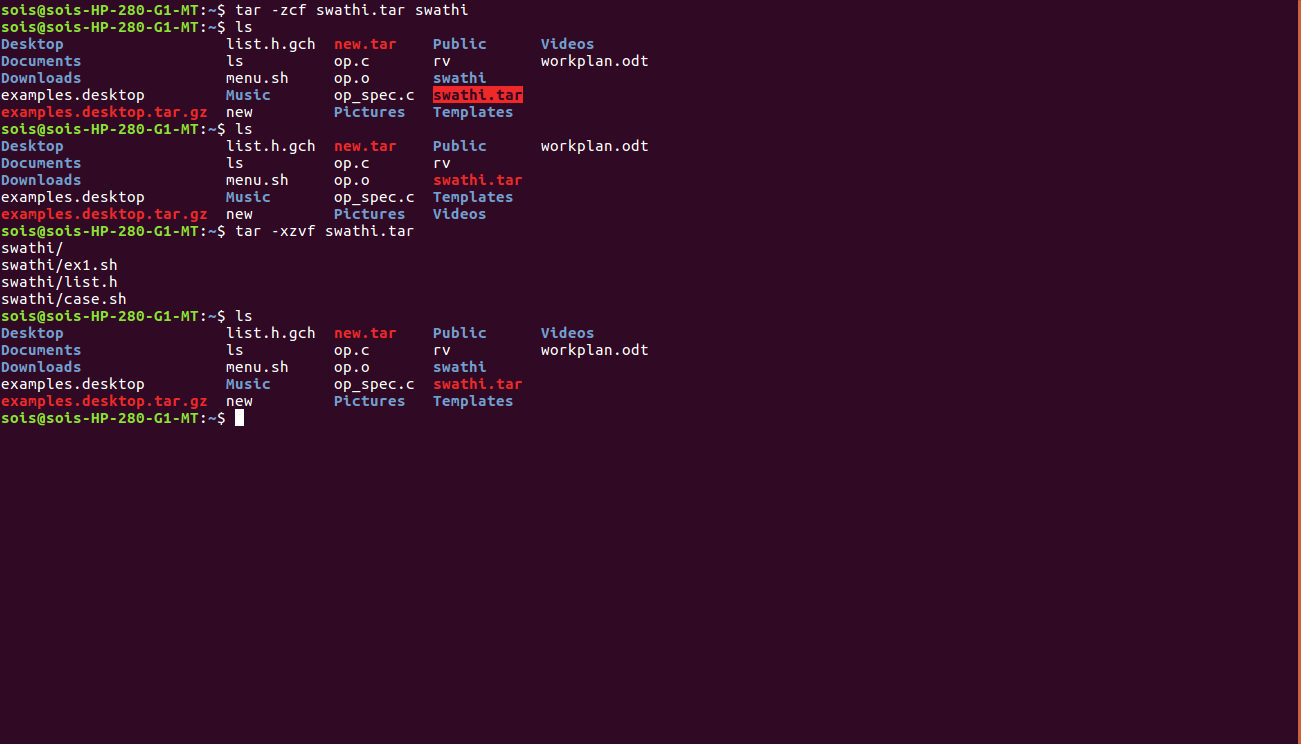 sois@sois-HP-280-G1-MT:~$ tar -zcf swathi.tar swathi
sois@sois-HP-280-G1-MT:~$ ls
Desktop                  list.h.gch  new.tar    Public      Videos
Documents                ls          op.c       rv          workplan.odt
Downloads                menu.sh     op.o       swathi
examples.desktop         Music       op_spec.c  swathi.tar
examples.desktop.tar.gz  new         Pictures   Templates
sois@sois-HP-280-G1-MT:~$ ls
Desktop                  list.h.gch  new.tar    Public      workplan.odt
Documents                ls          op.c       rv
Downloads                menu.sh     op.o       swathi.tar
examples.desktop         Music       op_spec.c  Templates
examples.desktop.tar.gz  new         Pictures   Videos
sois@sois-HP-280-G1-MT:~$ tar -xzvf swathi.tar
swathi/
swathi/ex1.sh
swathi/list.h
swathi/case.sh
sois@sois-HP-280-G1-MT:~$ ls
Desktop                  list.h.gch  new.tar    Public      Videos
Documents                ls          op.c       rv          workplan.odt
Downloads                menu.sh     op.o       swathi
examples.desktop         Music       op_spec.c  swathi.tar
examples.desktop.tar.gz  new         Pictures   Templates
sois@sois-HP-280-G1-MT:~$